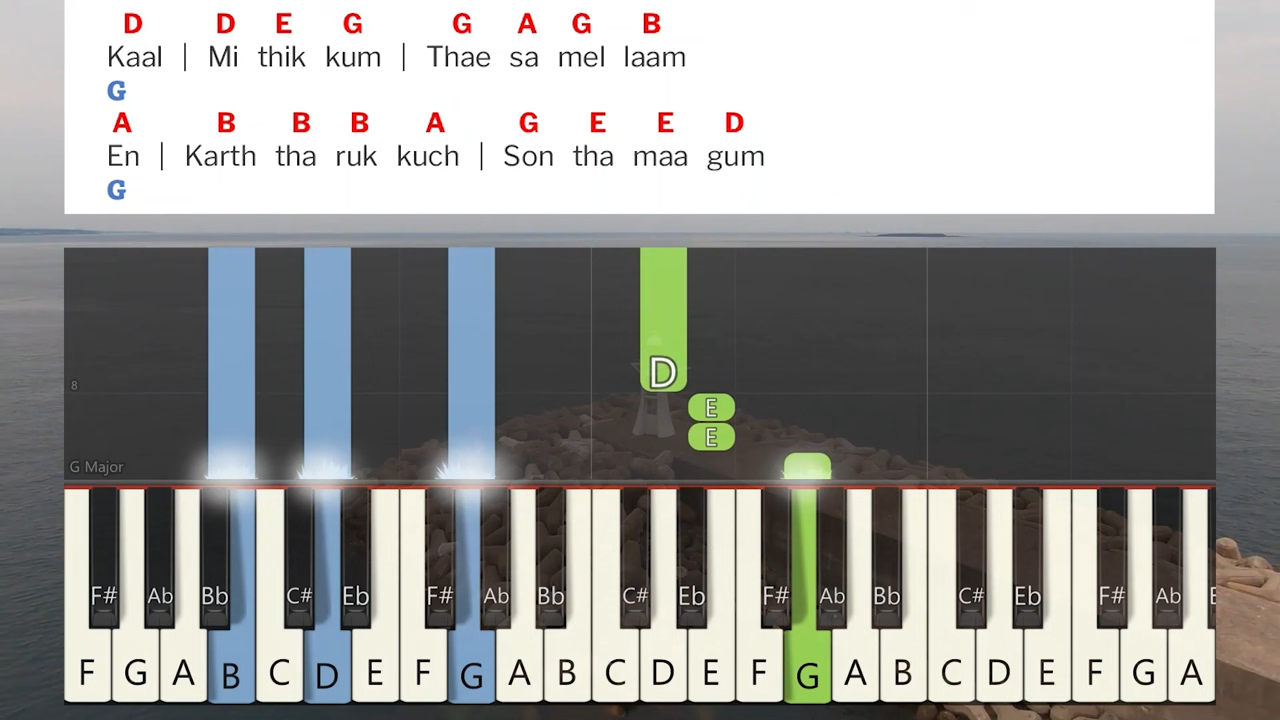 D D E G G A G B
Kaal | Mi thik kum | Thae sa mel laam
G
A B B B A G E E D
En | Karth tha ruk kuch | Son tha maa gum
G
8
D
E
E
G Major
F# Ab Bb C# Eb F# Ab Bb C# Eb F# Ab Bb C# Eb F# Ab
F G A B C D E F G A B C D E F G A B C D E F G A